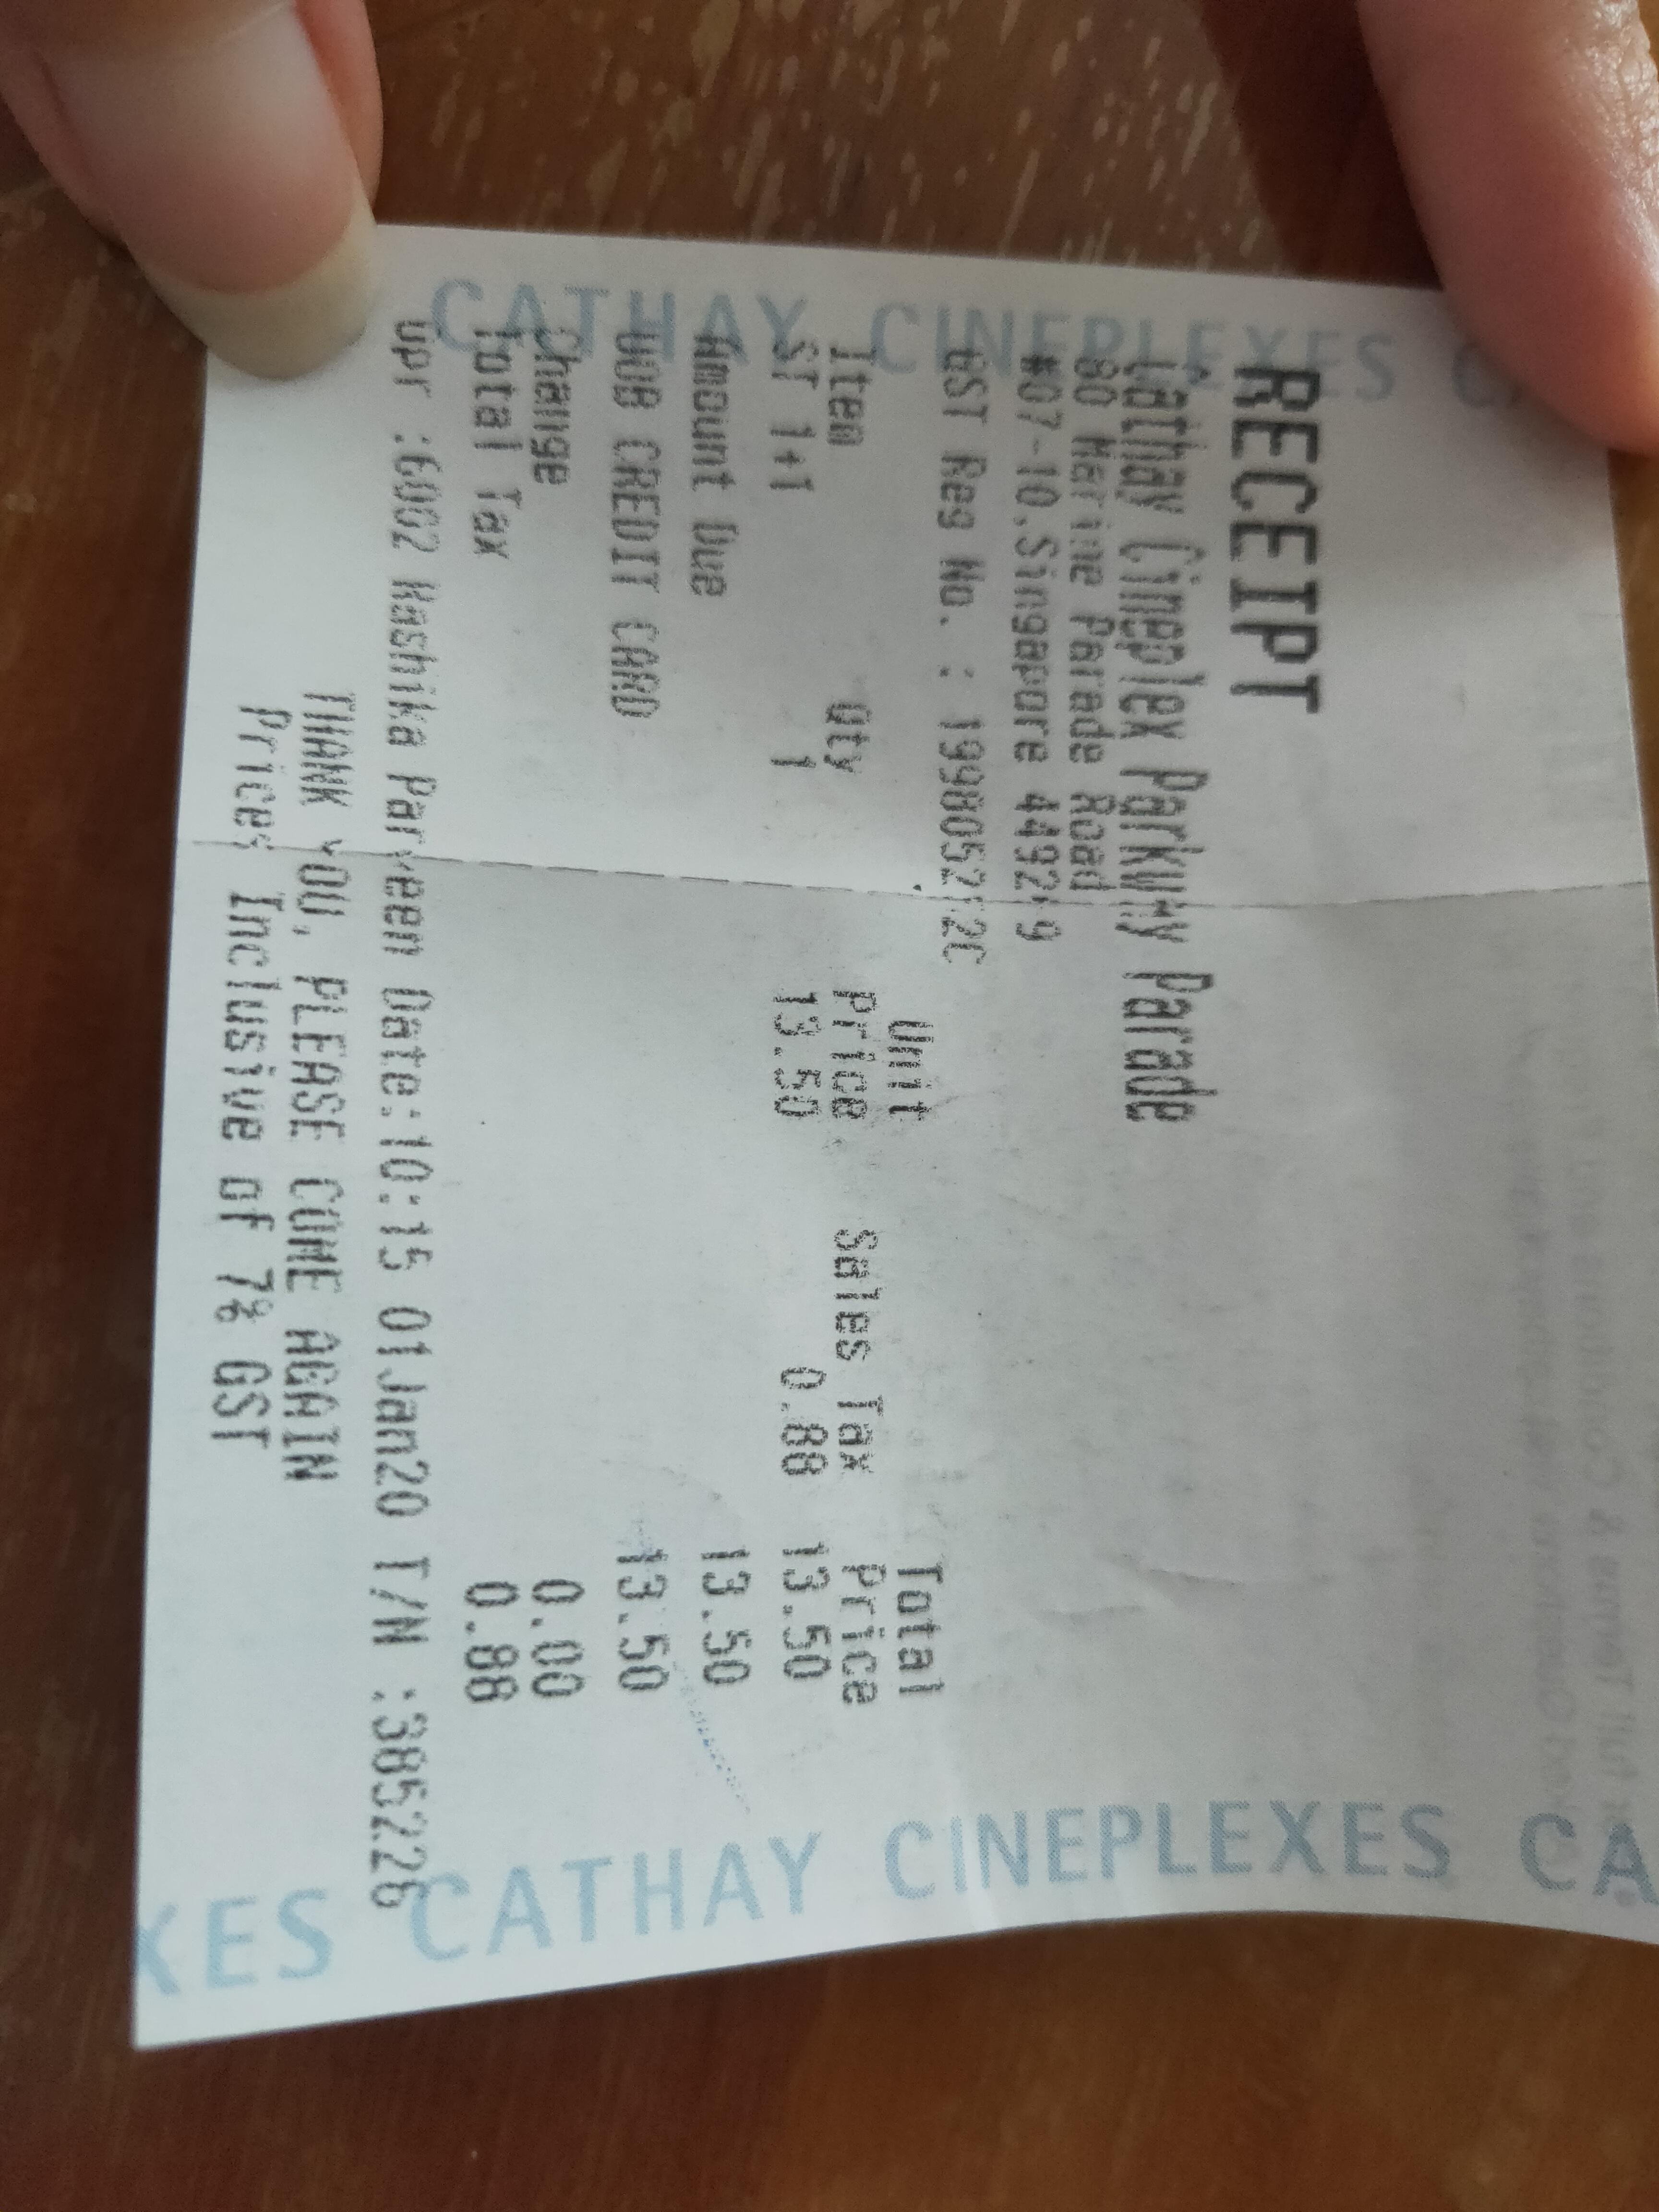 CATHAY CINEPLEXES
RECEIPT
Cathay Cineplex Parkway Parade
80 Marine Parade Road
#07-10,Singapore
GST Reg No. :
Unit Total
Item Qty Price Sales Tax Price
ST 1+1 1 13.50 0.88 13.50
Amount Due 13.50
UOB CREDIT CARD 13.50
Change 0.00
Total Tax 0.88
Opr :6002 Hashika Parveen Date:10:15 01Jan20 T/N :385226
THANK YOU, PLEASE COME AGAIN
Prices Inclusive of 7% GST
XES CATHAY CINEPLEXES CA